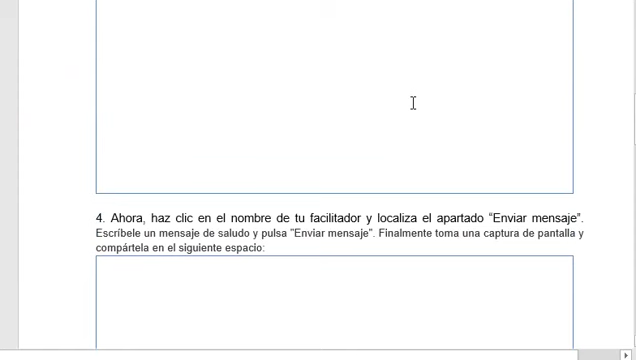 4. Ahora, haz clic en el nombre de tu facilitador y localiza el apartado “Enviar mensaje”.
Escríbele un mensaje de saludo y pulsa "Enviar mensaje". Finalmente toma una captura de pantalla y
compártela en el siguiente espacio: